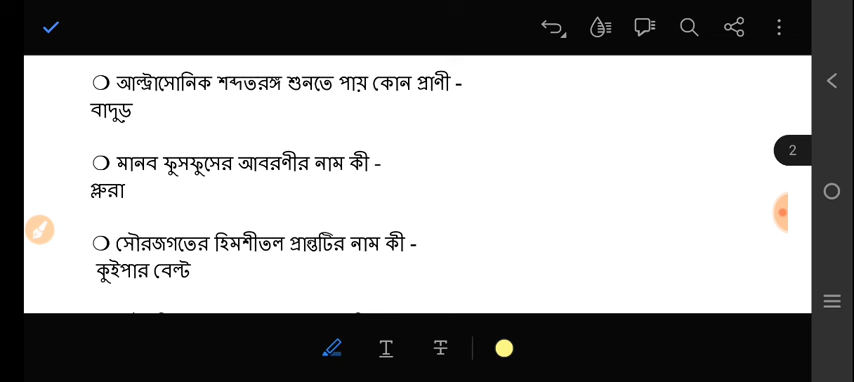 ❍ আল্ট্রাসোনিক শব্দতরঙ্গ শুনতে পায় কোন প্রাণী -
বাদুড়
❍ মানব ফুসফুসের আবরণীর নাম কী -
প্লুরা
❍ সৌরজগতের হিমশীতল প্রান্তটির নাম কী -
কুইপার বেল্ট
2
T
T